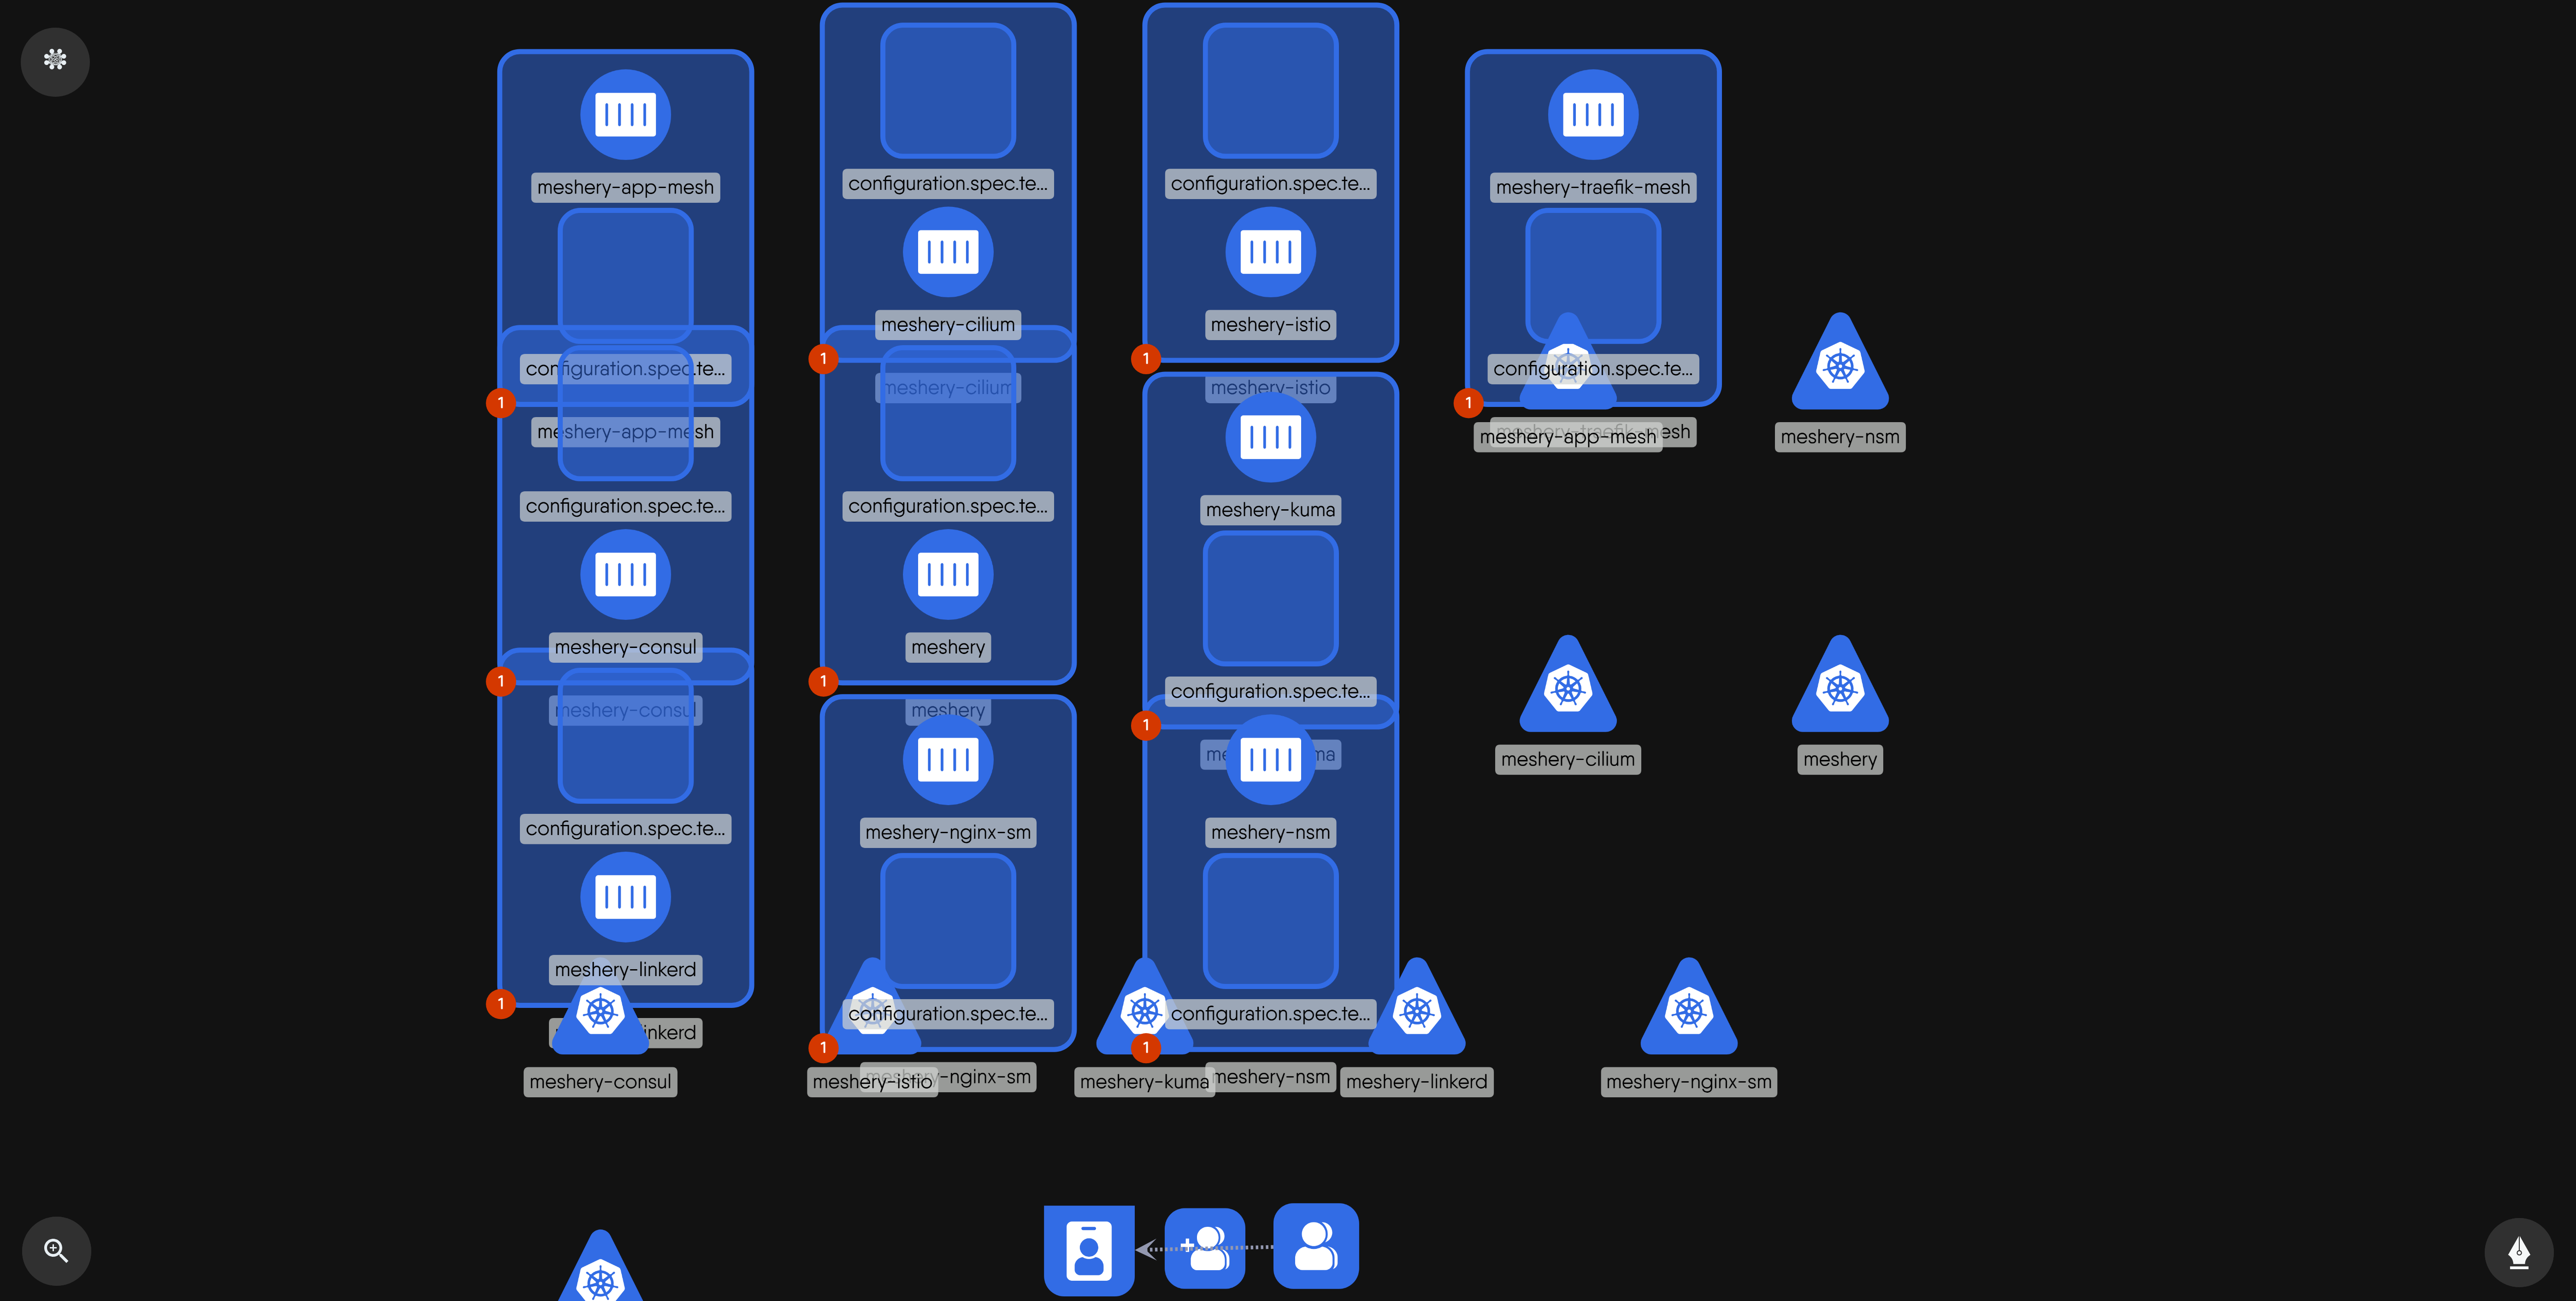 meshery-app-mesh
configuration.spec.te...
1
meshery-app-mesh
configuration.spec.te...
meshery-consul
1
meshery-consul
configuration.spec.te...
meshery-linkerd
1
inkerd
meshery-consul
configuration.spec.te...
meshery-cilium
1
meshery-cilium
configuration.spec.te...
meshery
1
meshery
meshery-nginx-sm
configuration.spec.te...
1
meshery-istio
y-nginx-sm
configuration.spec.te...
meshery-istio
1
meshery-istio
meshery-kuma
configuration.spec.te...
1
me
ma
meshery-nsm
configuration.spec.te...
1
meshery-kuma
meshery-nsm
meshery-linkerd
meshery-traefik-mesh
configuration.spec.te...
1
meshery-app-mesh
meshery-traefik-mesh
meshery-nsm
meshery-cilium
meshery
meshery-nginx-sm